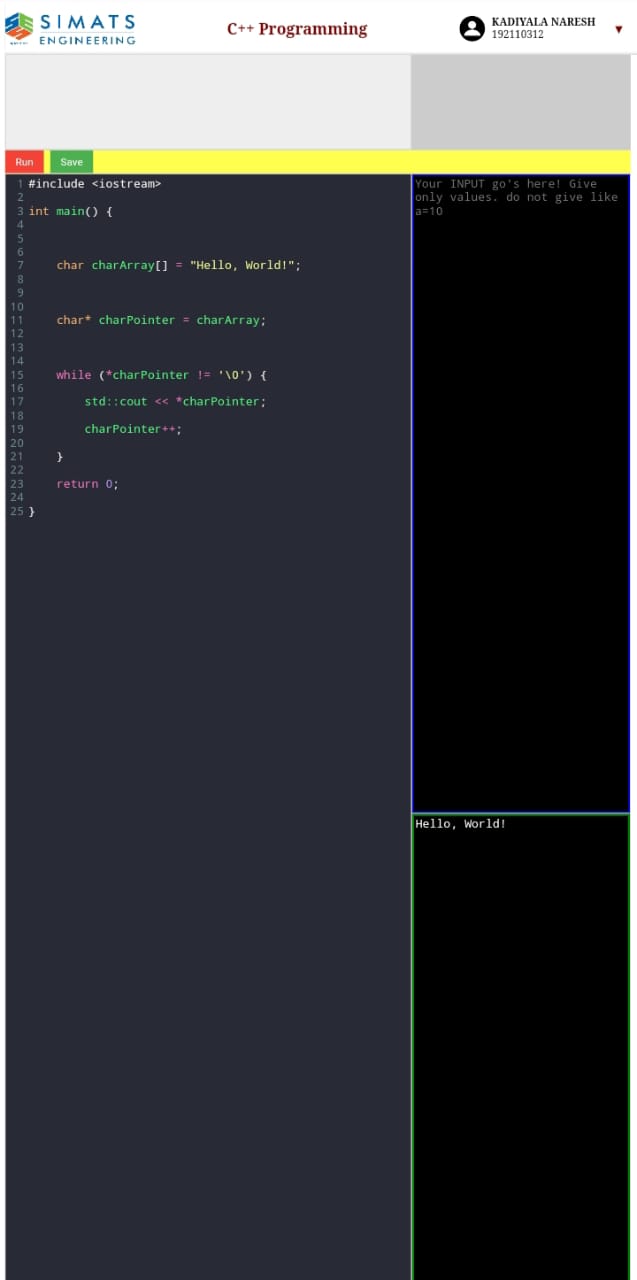 SIMATS
ENGINEERING
C++ Programming
KADIYALA NARESH
192110312
▼
Run Save
1 #include <iostream>
2
3 int main() {
4
5
6
7     char charArray[] = "Hello, World!";
8
9
10
11     char* charPointer = charArray;
12
13
14
15     while (*charPointer != '\0') {
16
17         std::cout << *charPointer;
18
19         charPointer++;
20
21     }
22
23     return 0;
24
25 }
Your INPUT go's here! Give
only values. do not give like
a=10
Hello, World!